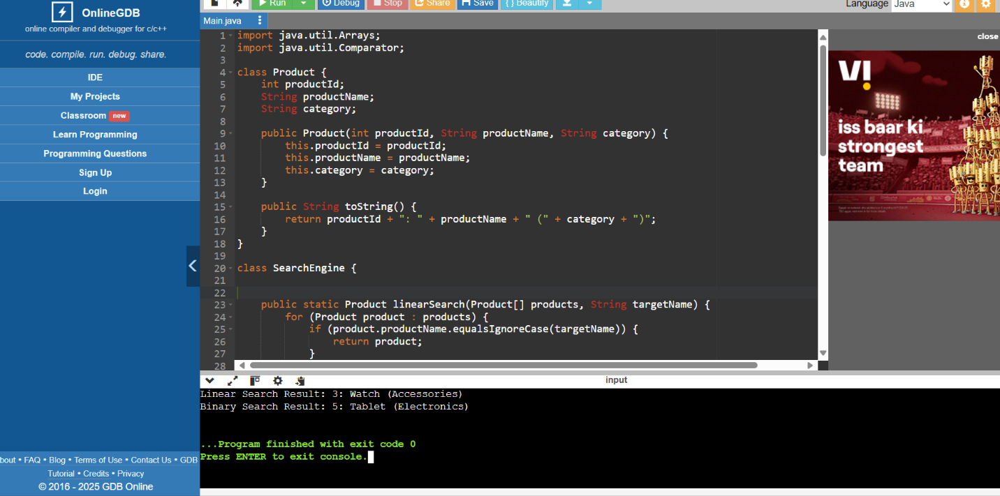 OnlineGDB
online compiler and debugger for c/c++
code. compile. run. debug. share.
IDE
My Projects
Classroom new
Learn Programming
Programming Questions
Sign Up
Login
bout • FAQ • Blog • Terms of Use • Contact Us • GDB
Tutorial • Credits • Privacy
© 2016 - 2025 GDB Online
Run Debug Stop Share Save { } Beautify
Language Java
Main.java
1 import java.util.Arrays;
2 import java.util.Comparator;
3
4 class Product {
5 int productId;
6 String productName;
7 String category;
8
9 public Product(int productId, String productName, String category) {
10 this.productId = productId;
11 this.productName = productName;
12 this.category = category;
13 }
14
15 public String toString() {
16 return productId + ": " + productName + " (" + category + ")";
17 }
18 }
19
20 class SearchEngine {
21
22
23 public static Product linearSearch(Product[] products, String targetName) {
24 for (Product product : products) {
25 if (product.productName.equalsIgnoreCase(targetName)) {
26 return product;
27 }
28
close
VI
iss baar ki
strongest
team
input
Linear Search Result: 3: Watch (Accessories)
Binary Search Result: 5: Tablet (Electronics)
...Program finished with exit code 0
Press ENTER to exit console.